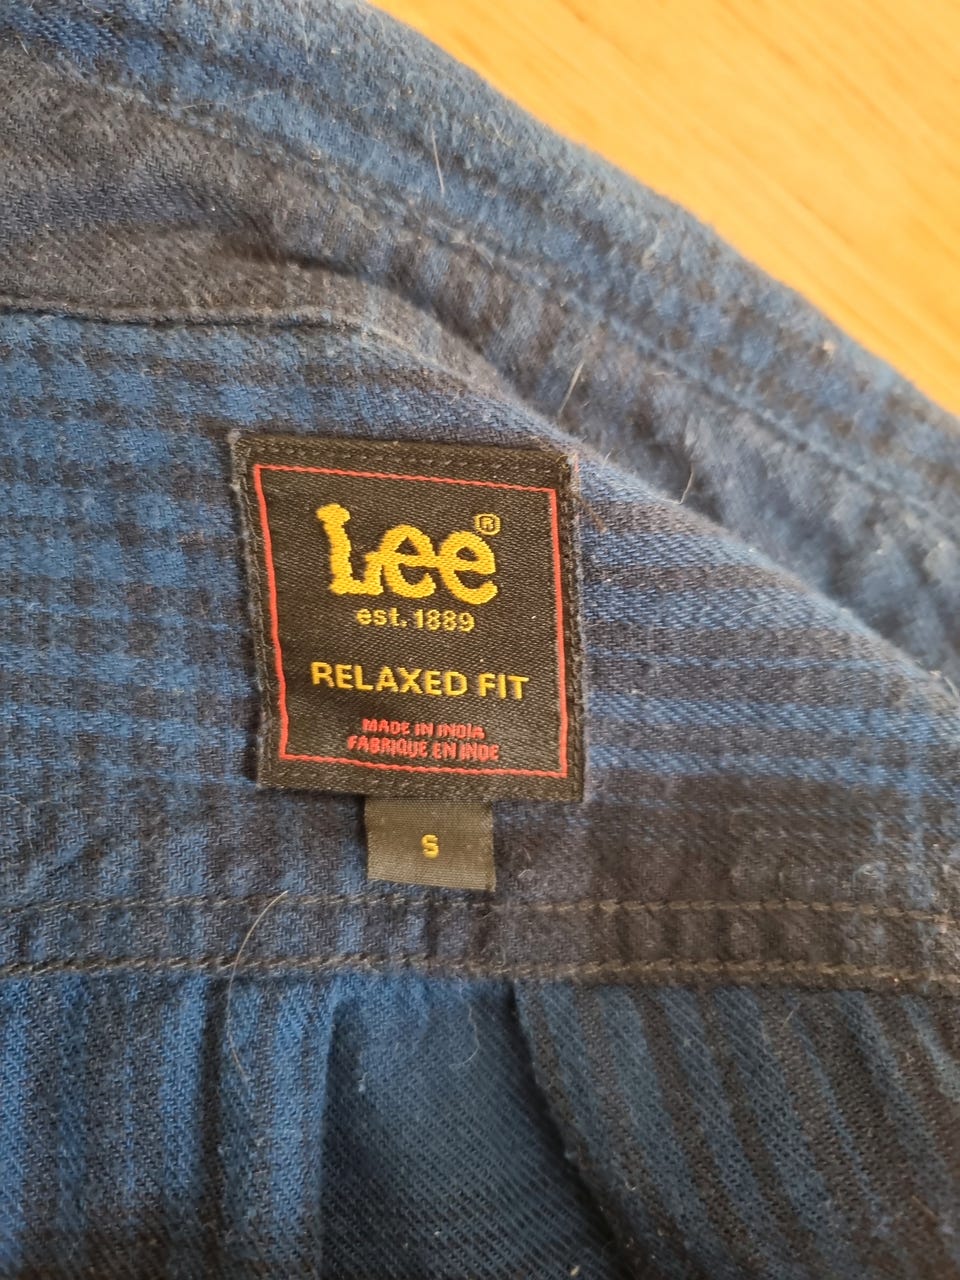 Lee®
est. 1889
RELAXED FIT
MADE IN INDIA
FABRIQUE EN INDE
S